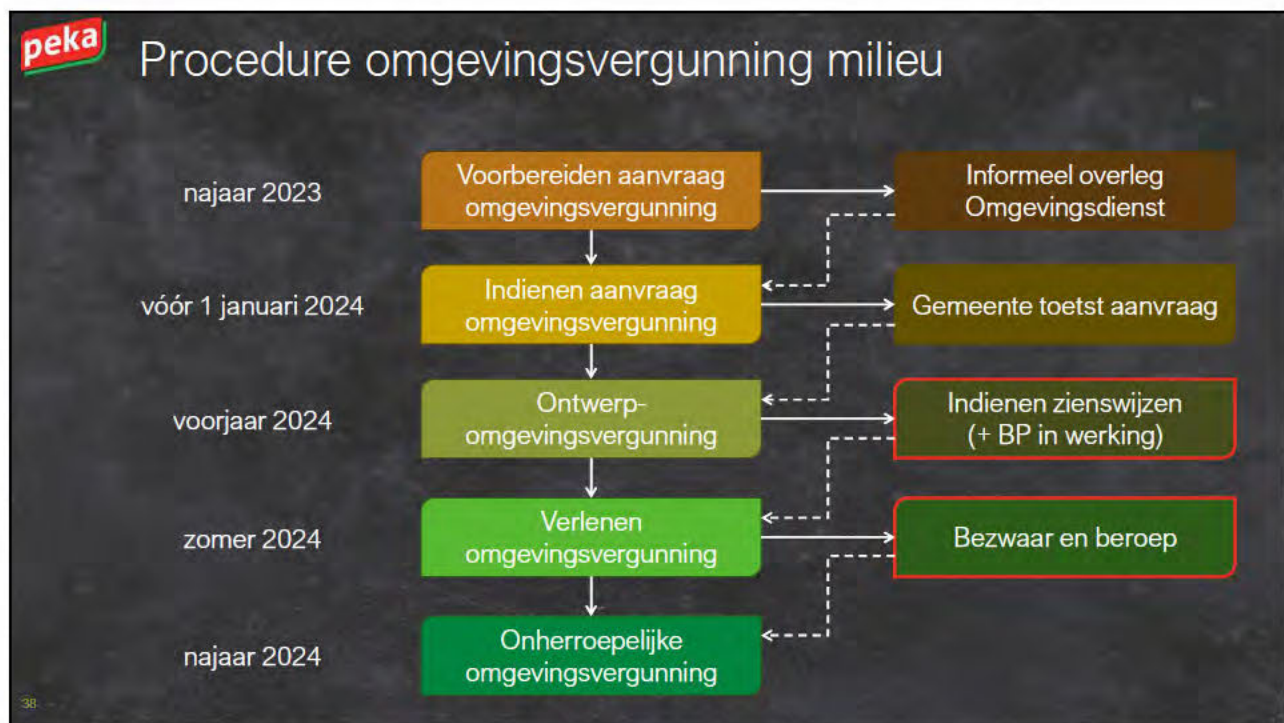 peka
Procedure omgevingsvergunning milieu
najaar 2023
Voorbereiden aanvraag
omgevingsvergunning
Informeel overleg
Omgevingsdienst
vóór 1 januari 2024
Indienen aanvraag
omgevingsvergunning
Gemeente toetst aanvraag
voorjaar 2024
Ontwerp-
omgevingsvergunning
Indienen zienswijzen
(+ BP in werking)
zomer 2024
Verlenen
omgevingsvergunning
Bezwaar en beroep
najaar 2024
Onherroepelijke
omgevingsvergunning
38